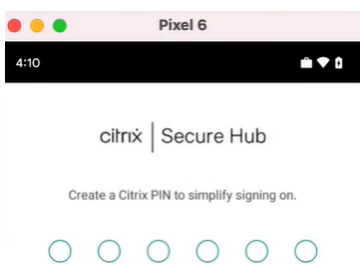 Pixel 6
4:10
citrix | Secure Hub
Create a Citrix PIN to simplify signing on.